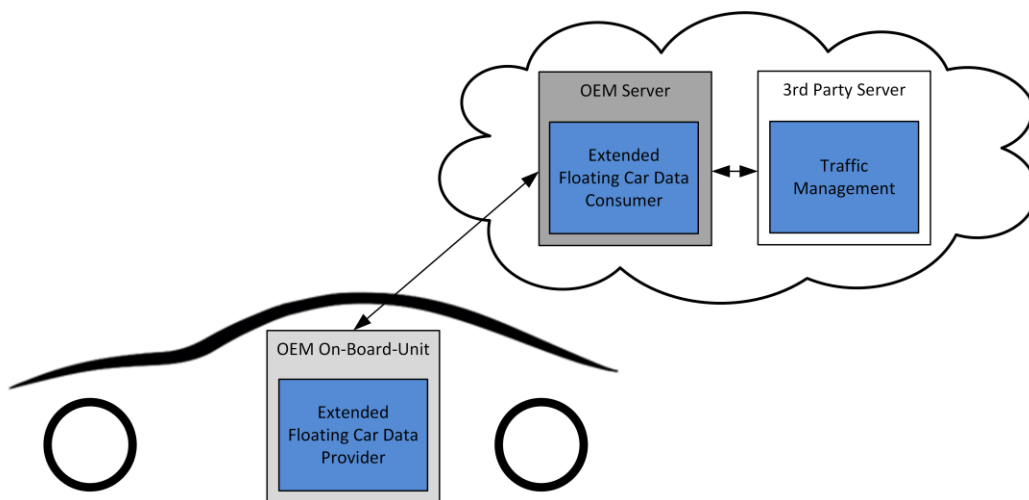 OEM Server
Extended
Floating Car Data
Consumer
3rd Party Server
Traffic
Management
OEM On-Board-Unit
Extended
Floating Car Data
Provider